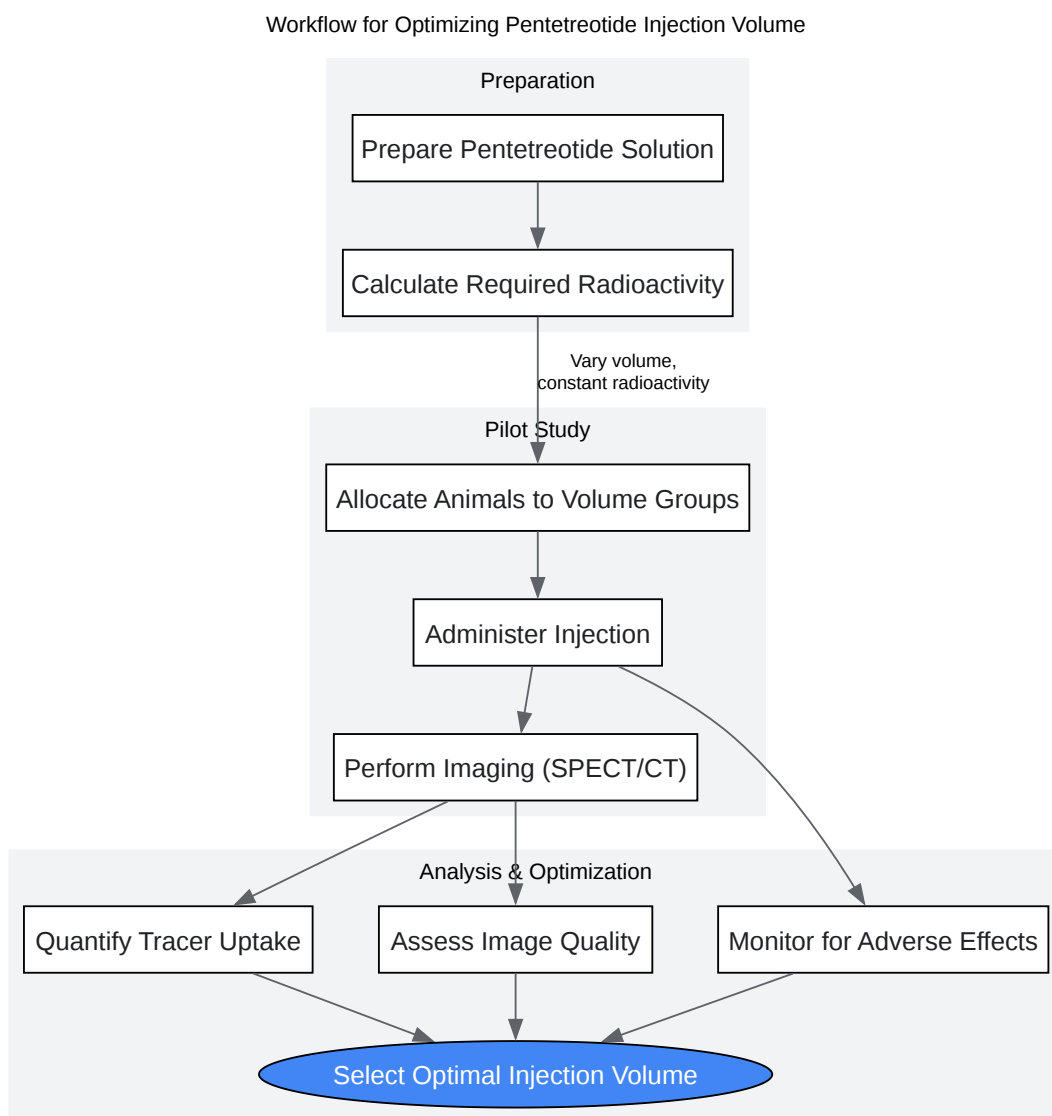 Workflow for Optimizing Pentetreotide Injection Volume
Preparation
Prepare Pentetreotide Solution
Calculate Required Radioactivity
Vary volume,
constant radioactivity
Pilot Study
Allocate Animals to Volume Groups
Administer Injection
Perform Imaging (SPECT/CT)
Analysis & Optimization
Quantify Tracer Uptake
Assess Image Quality
Monitor for Adverse Effects
Select Optimal Injection Volume